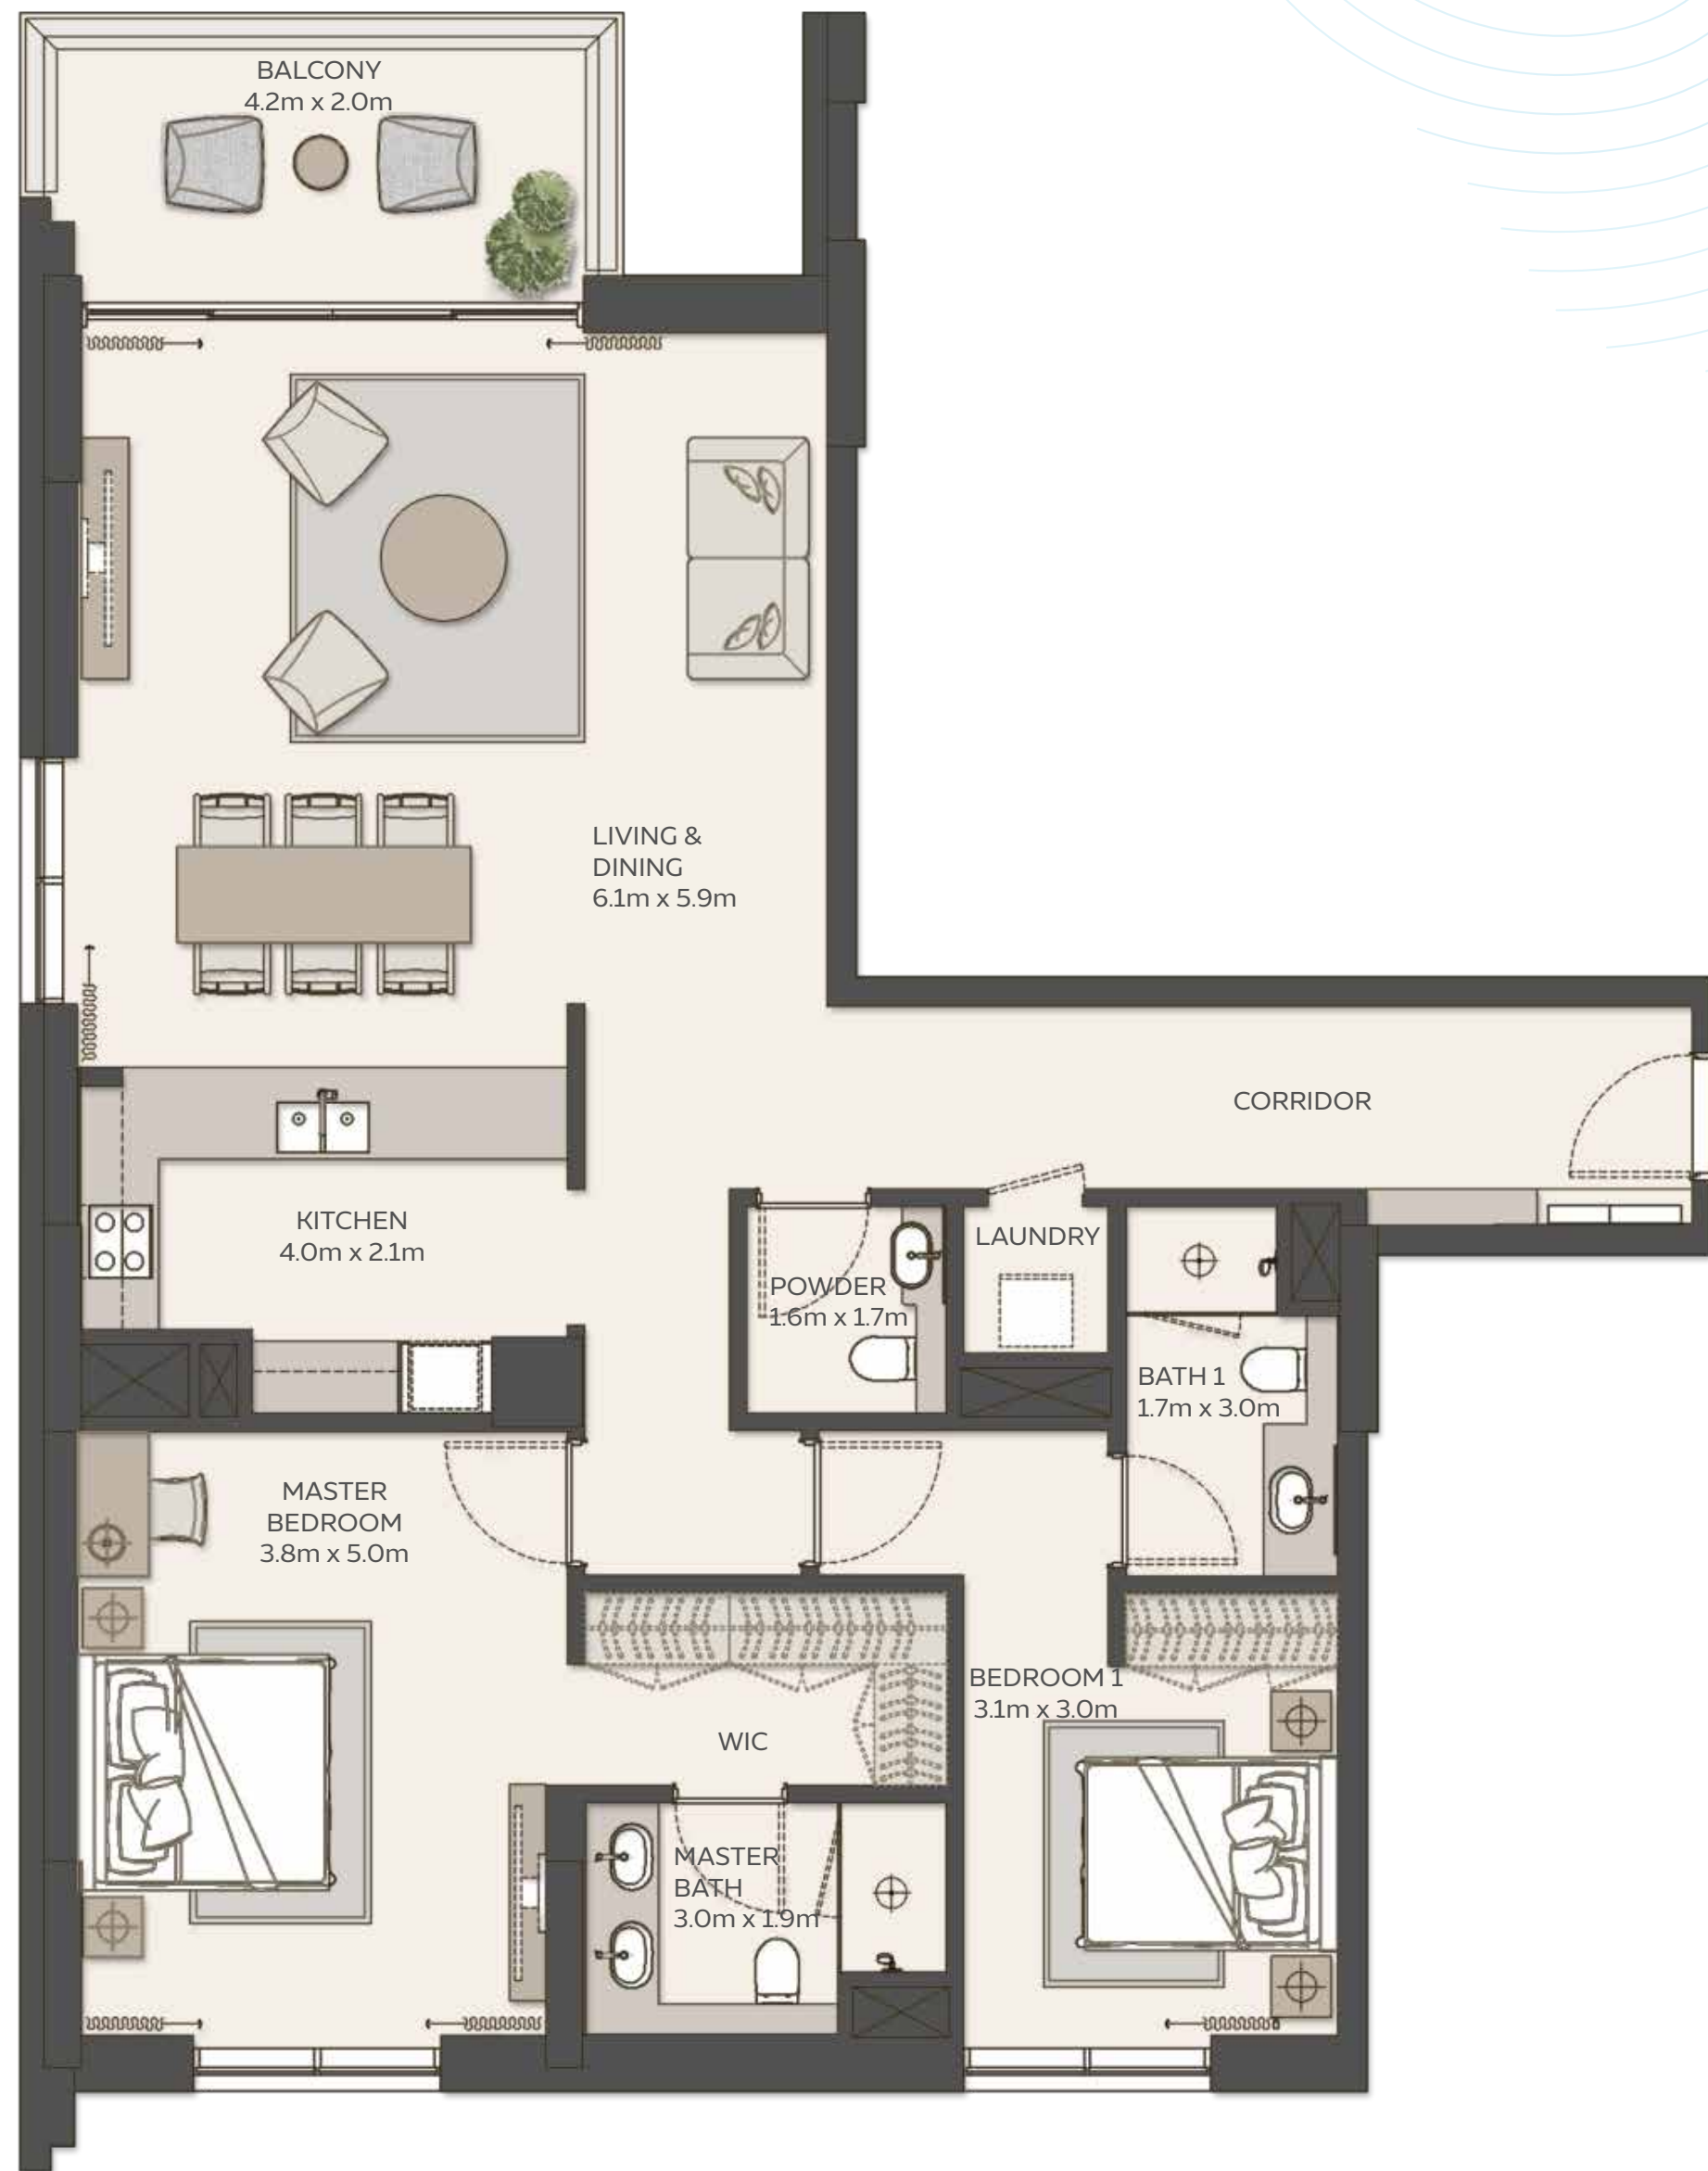 BALCONY
4.2m x 2.0m
LIVING &
DINING
6.1m x 5.9m
CORRIDOR
KITCHEN
4.0m x 2.1m
LAUNDRY
POWDER
1.6m x 1.7m
BATH 1
1.7m x 3.0m
MASTER
BEDROOM
3.8m x 5.0m
BEDROOM 1
3.1m x 3.0m
WIC
MASTER
BATH
3.0m x 1.9m